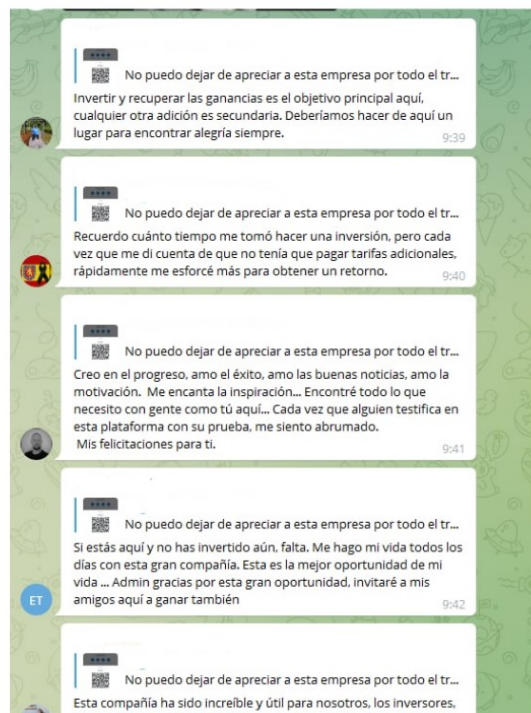 No puedo dejar de apreciar a esta empresa por todo el tr...
Invertir y recuperar las ganancias es el objetivo principal aquí,
cualquier otra adición es secundaria. Deberíamos hacer de aquí un
lugar para encontrar alegría siempre.
9:39
No puedo dejar de apreciar a esta empresa por todo el tr...
Recuerdo cuánto tiempo me tomó hacer una inversión, pero cada
vez que me di cuenta de que no tenía que pagar tarifas adicionales,
rápidamente me esforcé más para obtener un retorno.
9:40
No puedo dejar de apreciar a esta empresa por todo el tr...
Creo en el progreso, amo el éxito, amo las buenas noticias, amo la
motivación. Me encanta la inspiración... Encontré todo lo que
necesito con gente como tú aquí... Cada vez que alguien testifica en
esta plataforma con su prueba, me siento abrumado.
Mis felicitaciones para ti.
9:41
No puedo dejar de apreciar a esta empresa por todo el tr...
Si estás aquí y no has invertido aún, falta. Me hago mi vida todos los
días con esta gran compañía. Esta es la mejor oportunidad de mi
vida ... Admin gracias por esta gran oportunidad, invitaré a mis
amigos aquí a ganar también
9:42
ET
No puedo dejar de apreciar a esta empresa por todo el tr...
Esta compañía ha sido increíble y útil para nosotros, los inversores,